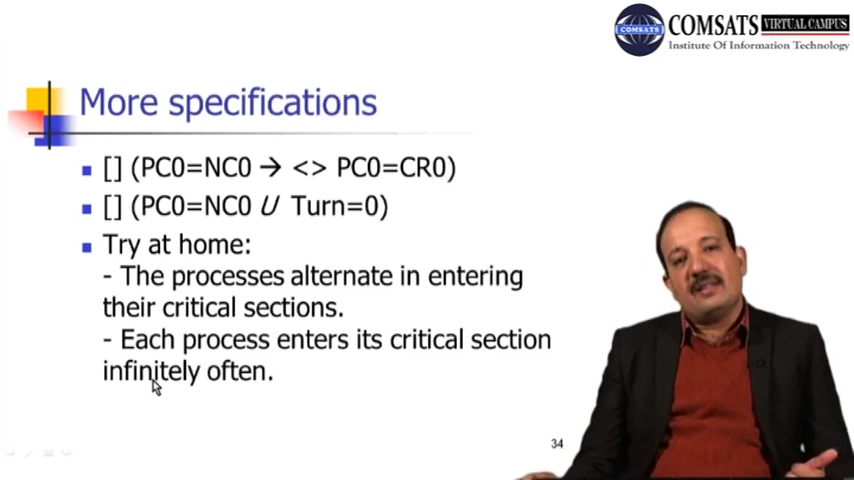 COMSATS VIRTUAL CAMPUS
COMSATS
Institute Of Information Technology
More specifications
[] (PC0=NC0 → <> PC0=CR0)
[] (PC0=NC0 U Turn=0)
Try at home:
- The processes alternate in entering
their critical sections.
- Each process enters its critical section
infinitely often.
34